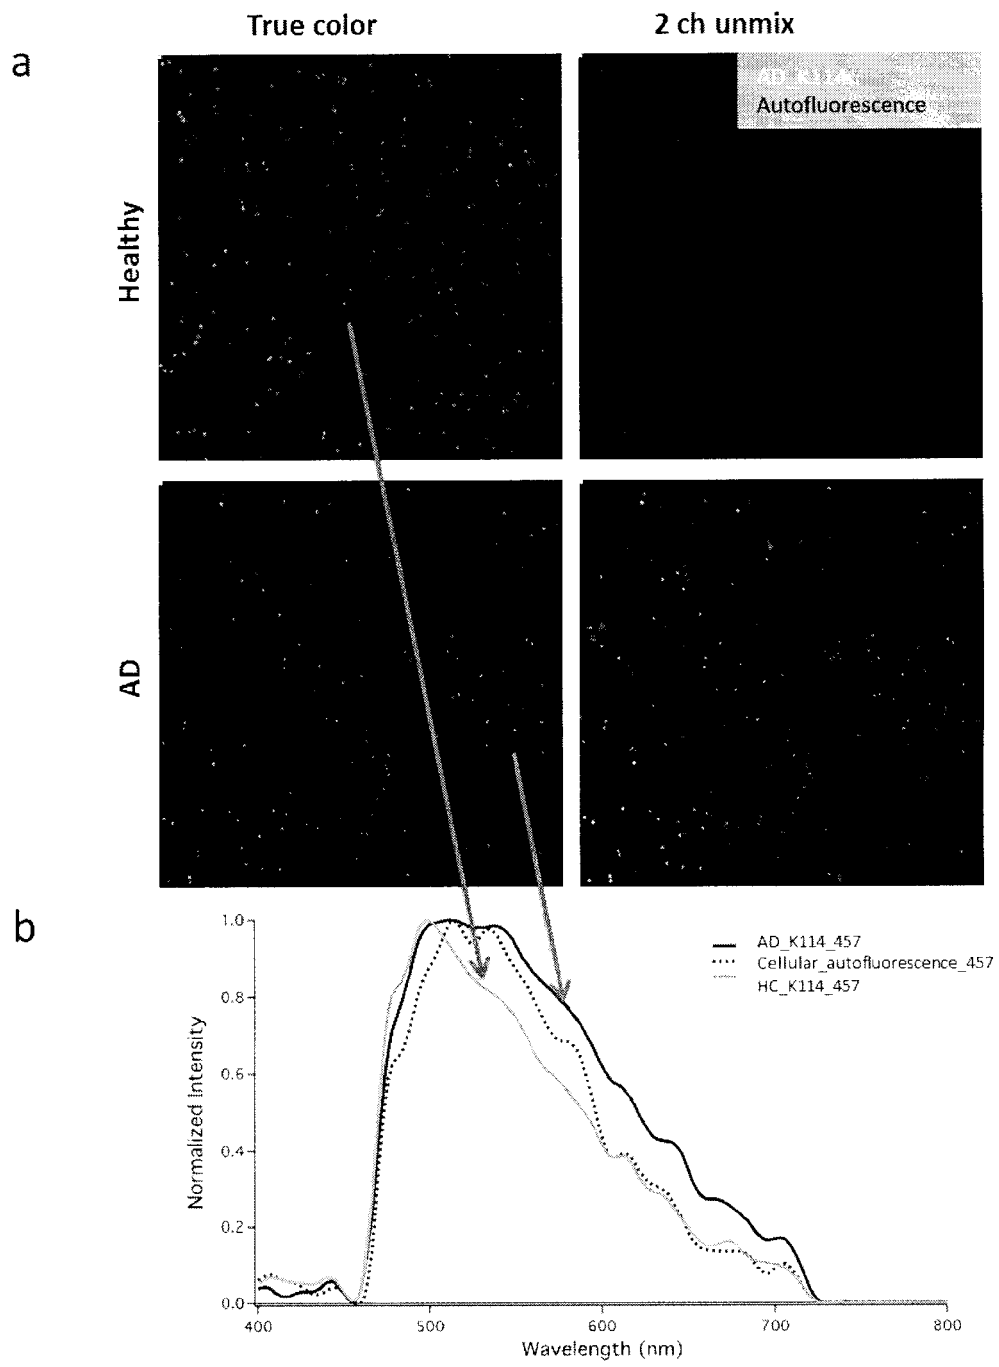 True color
2 ch unmix
a
AD_K114
Autofluorescence
Healthy
AD
b
1.0
0.8
0.6
0.4
0.2
0.0
Normalized Intensity
400
500
600
700
800
Wavelength (nm)
AD_K114_457
Cellular_autofluorescence_457
HC_K114_457